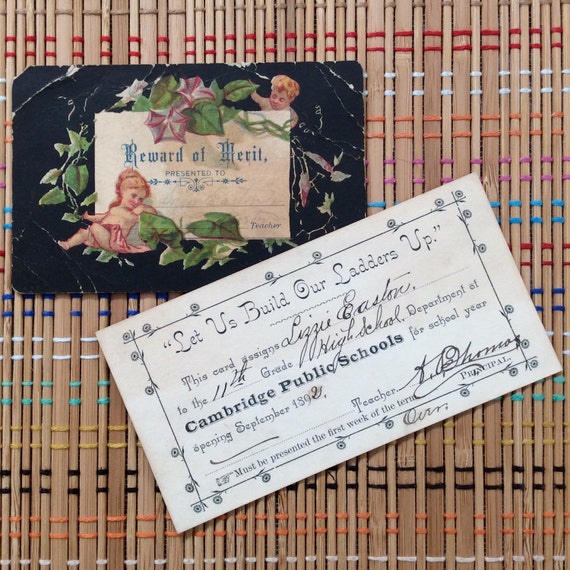 Reward of Merit,
PRESENTED TO
Teacher
"Let Us Build Our Ladders Up."
This card assigns Lizzie Easton.
to the 11th Grade High School, Department of
Cambridge Public Schools for school year
opening September 1892.
Teacher
PRINCIPAL.
☞ Must be presented the first week of the term.
Over.